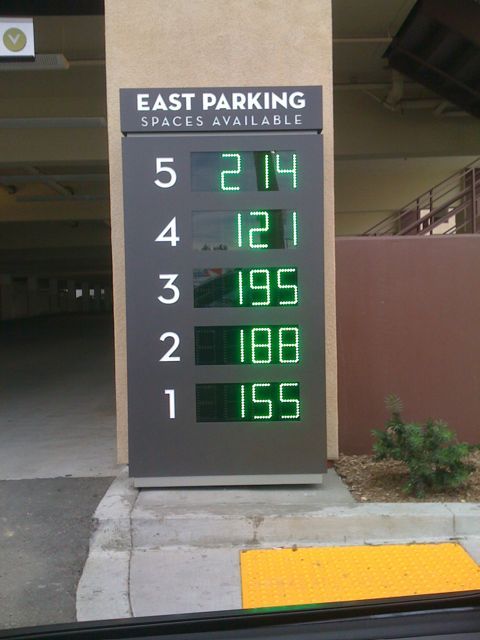 EAST PARKING
SPACES AVAILABLE
5 214
4 121
3 195
2 188
1 155